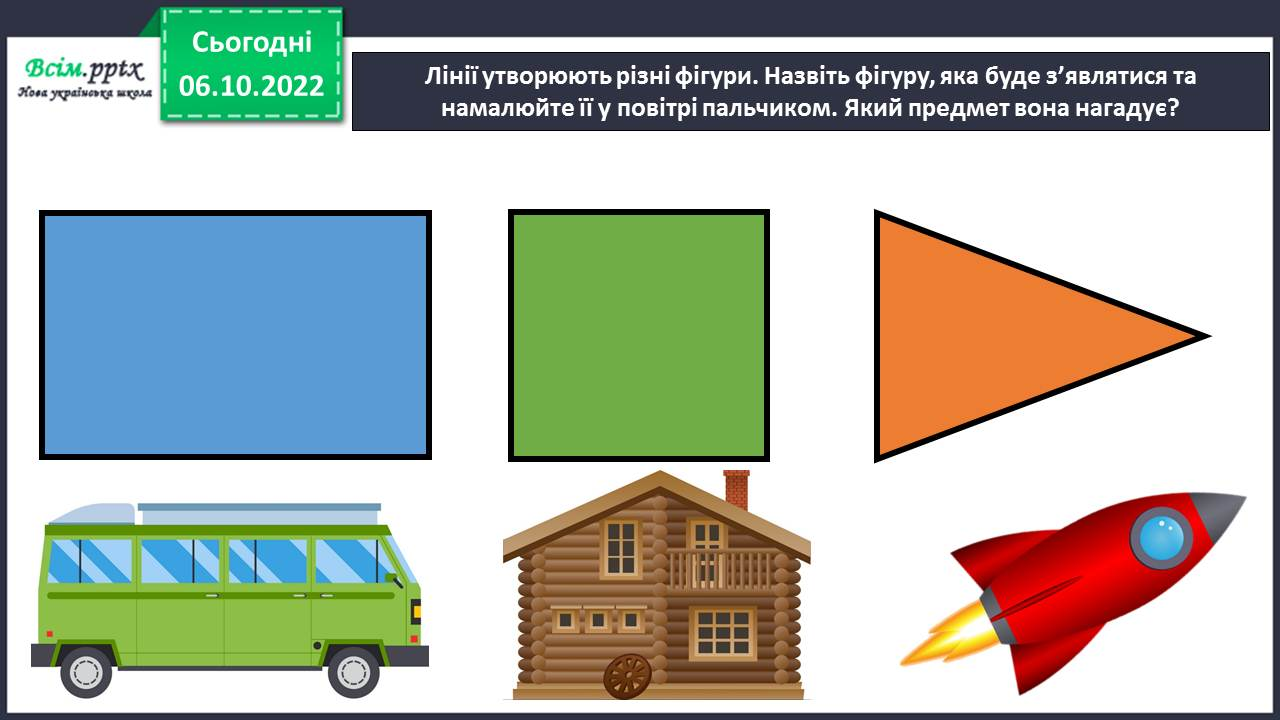 Всім.pptx
Нова українська школа
Сьогодні
06.10.2022
Лінії утворюють різні фігури. Назвіть фігуру, яка буде з’являтися та
намалюйте її у повітрі пальчиком. Який предмет вона нагадує?